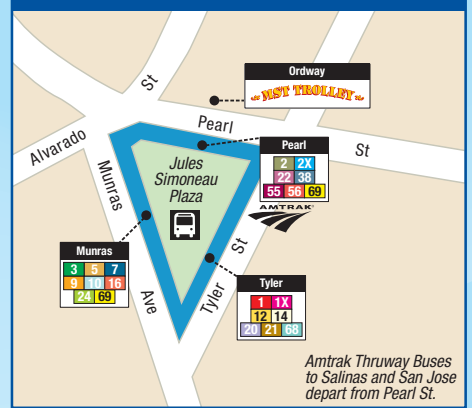 Ordway
MST TROLLEY
St
Alvarado
Pearl
St
Pearl
2 2X
22 38
55 56 69
AMTRAK®
Jules
Simoneau
Plaza
Munras
Ave
St
Tyler
Munras
3 5 7
9 10 16
24 69
Tyler
1 1X
12 14
20 21 68
Amtrak Thruway Buses
to Salinas and San Jose
depart from Pearl St.